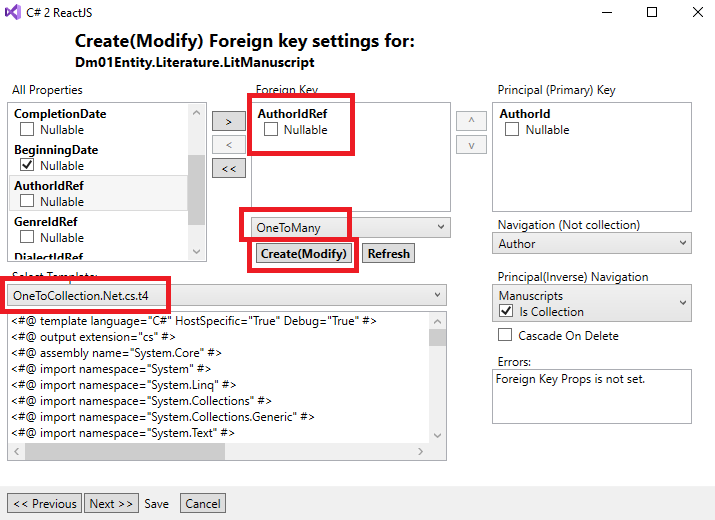 C# 2 ReactJS
Create(Modify) Foreign key settings for:
Dm01Entity.Literature.LitManuscript
All Properties
CompletionDate
Nullable
BeginningDate
Nullable
AuthorIdRef
Nullable
GenreIdRef
Nullable
DialectIdRef
>
<
<<
Foreign Key
AuthorIdRef
Nullable
OneToMany
Create(Modify)
Refresh
^
v
Principal (Primary) Key
AuthorId
Nullable
Navigation (Not collection)
Author
Principal(Inverse) Navigation
Manuscripts
Is Collection
Cascade On Delete
Errors:
Foreign Key Props is not set.
Select Template:
OneToCollection.Net.cs.t4
<#@ template language="C#" HostSpecific="True" Debug="True" #>
<#@ output extension="cs" #>
<#@ assembly name="System.Core" #>
<#@ import namespace="System" #>
<#@ import namespace="System.Linq" #>
<#@ import namespace="System.Collections" #>
<#@ import namespace="System.Collections.Generic" #>
<#@ import namespace="System.Text" #>
<< Previous
Next >>
Save
Cancel